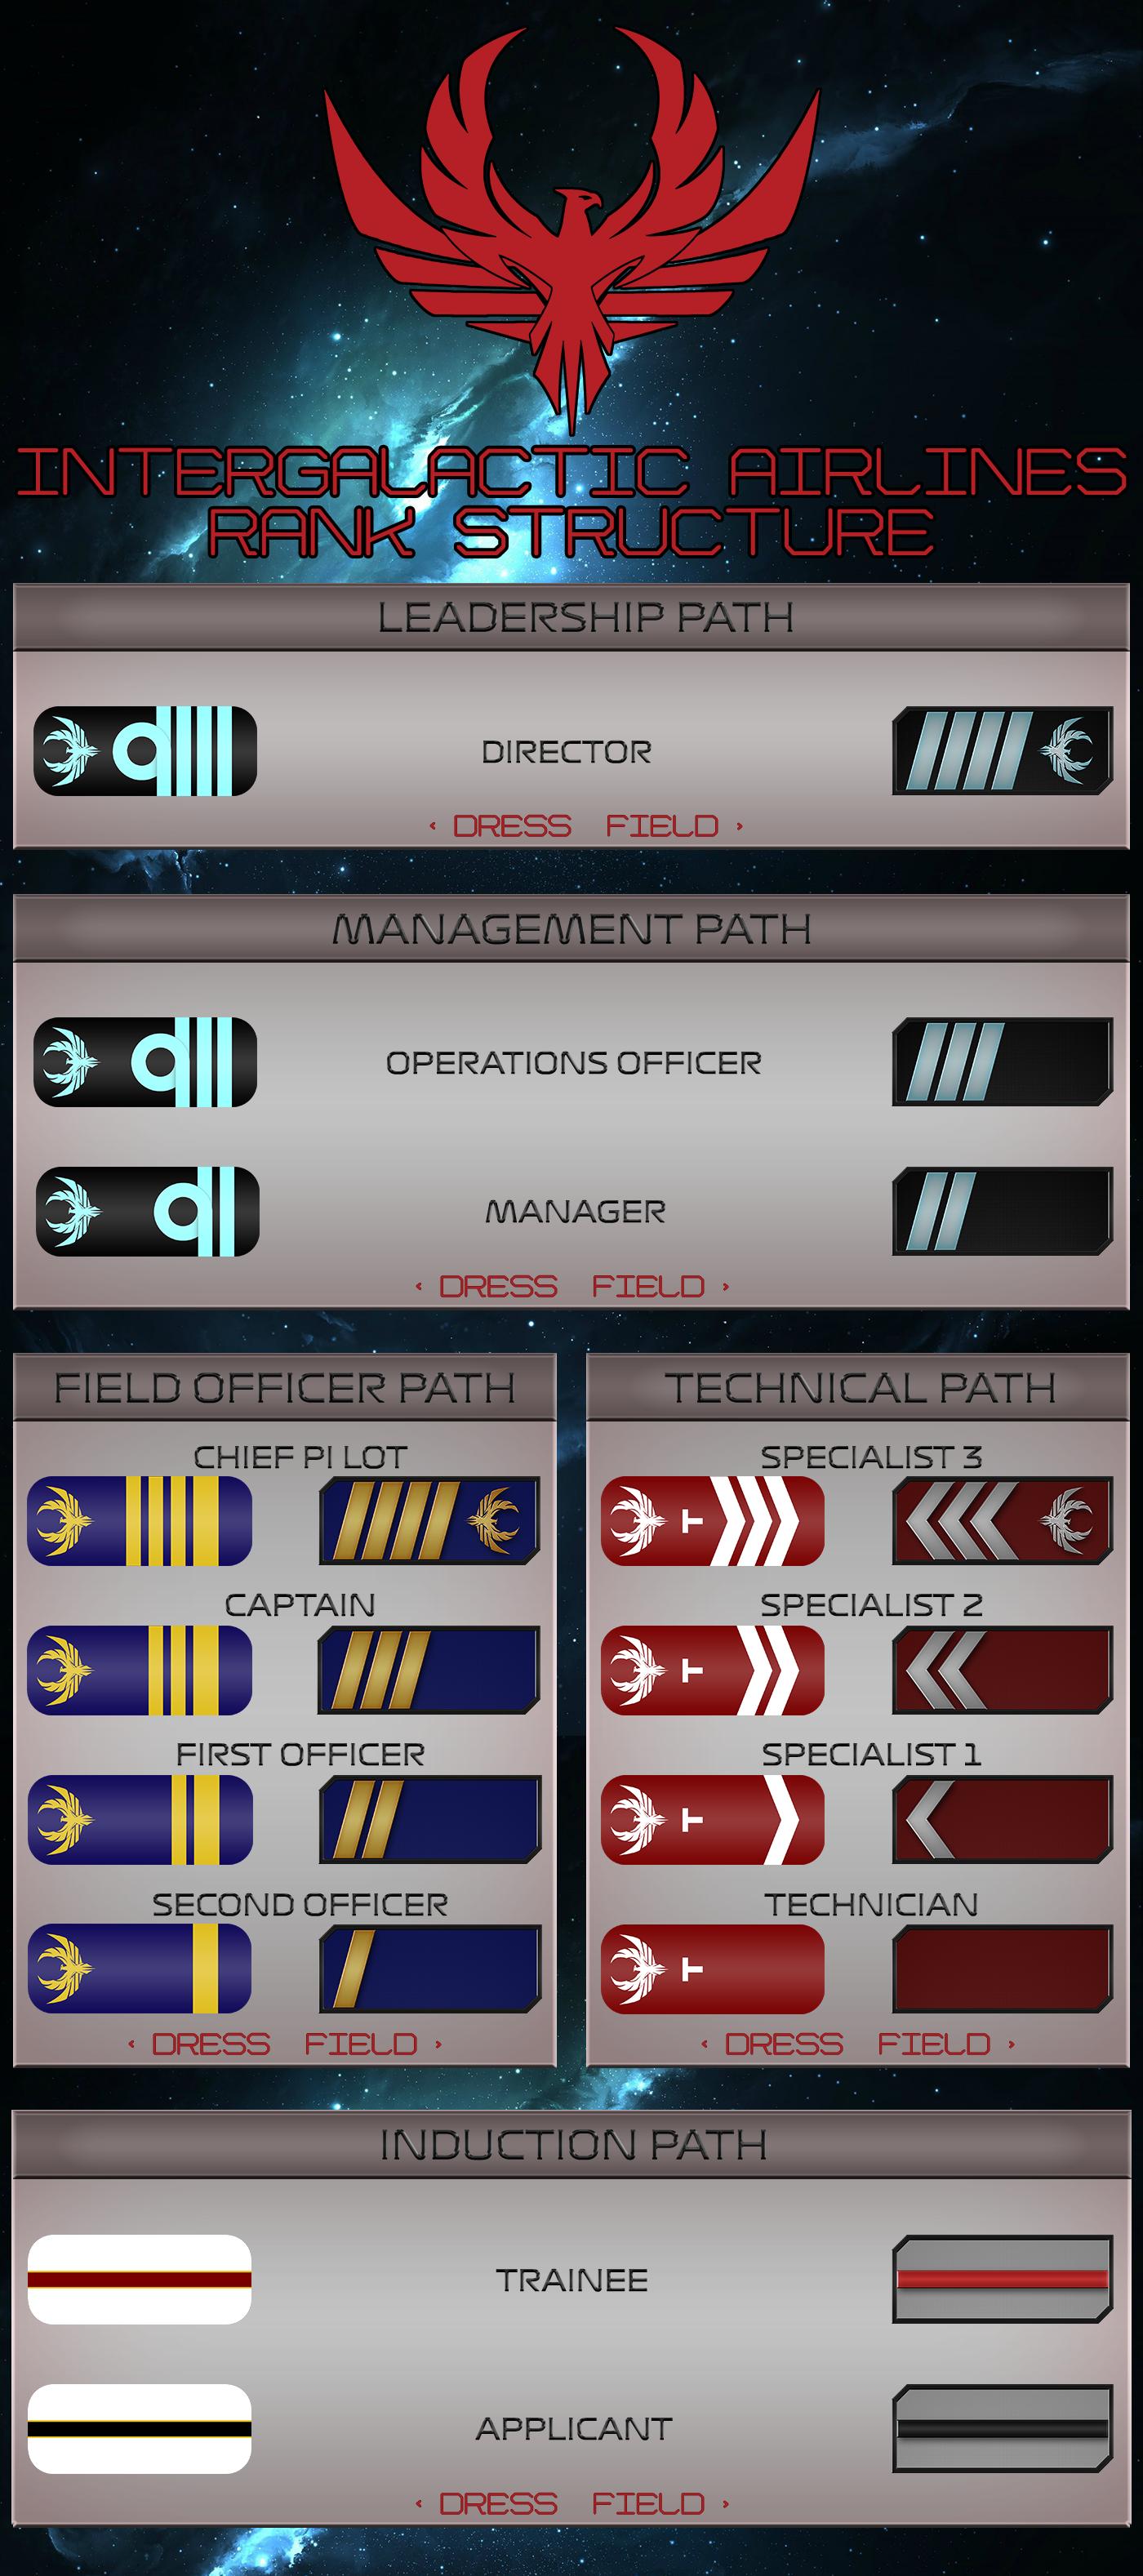 INTERGALACTIC AIRLINES
RANK STRUCTURE
LEADERSHIP PATH
DIRECTOR
‹ DRESS FIELD ›
MANAGEMENT PATH
OPERATIONS OFFICER
MANAGER
‹ DRESS FIELD ›
FIELD OFFICER PATH
CHIEF PI LOT
CAPTAIN
FIRST OFFICER
SECOND OFFICER
‹ DRESS FIELD ›
TECHNICAL PATH
SPECIALIST 3
T
SPECIALIST 2
T
SPECIALIST 1
T
TECHNICIAN
T
‹ DRESS FIELD ›
INDUCTION PATH
TRAINEE
APPLICANT
‹ DRESS FIELD ›